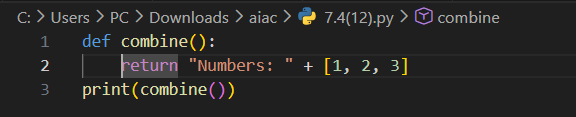 C: > Users > PC > Downloads > aiac > 7.4(12).py > combine
1 def combine():
2     return "Numbers: " + [1, 2, 3]
3 print(combine())